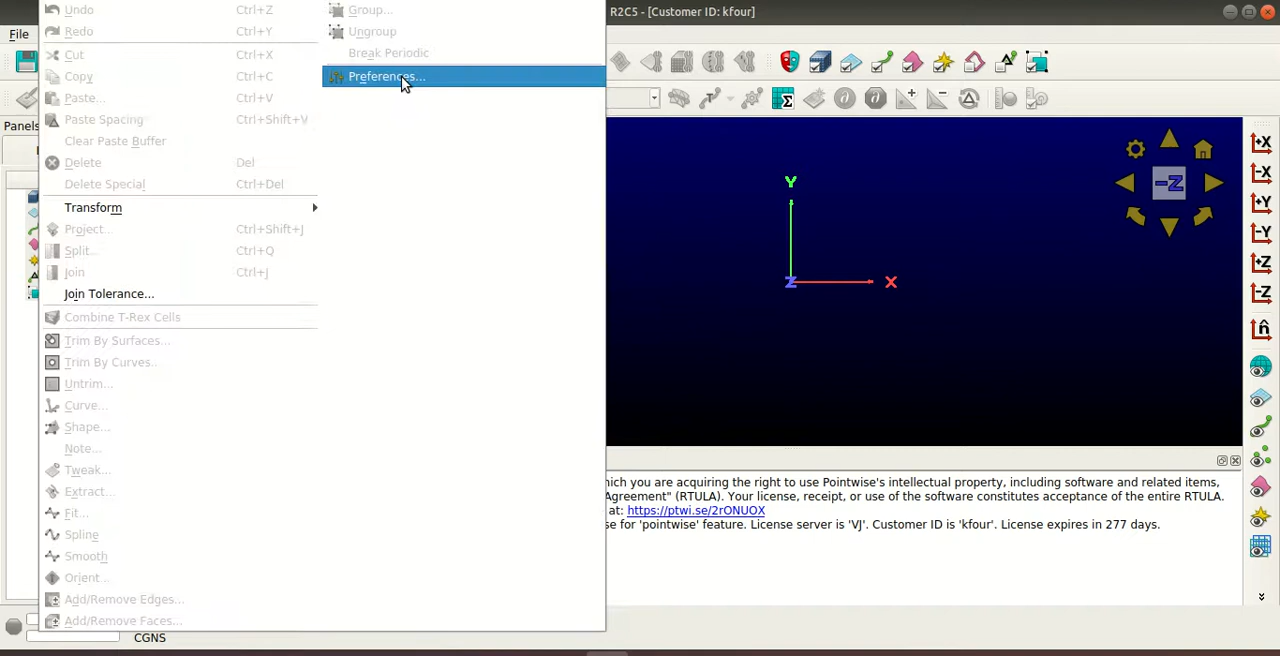 R2C5 - [Customer ID: kfour]
File
Undo Ctrl+Z
Redo Ctrl+Y
Cut Ctrl+X
Copy Ctrl+C
Paste... Ctrl+V
Paste Spacing Ctrl+Shift+V
Clear Paste Buffer
Delete Del
Delete Special Ctrl+Del
Transform
Project... Ctrl+Shift+J
Split... Ctrl+Q
Join Ctrl+J
Join Tolerance...
Combine T-Rex Cells
Trim By Surfaces...
Trim By Curves..
Untrim...
Curve...
Shape...
Note...
Tweak...
Extract...
Fit...
Spline
Smooth
Orient...
Add/Remove Edges...
Add/Remove Faces...
Group...
Ungroup
Break Periodic
Preferences...
Panels
Y
Z
X
-Z
+X
-X
+Y
-Y
+Z
-Z
n̂
hich you are acquiring the right to use Pointwise's intellectual property, including software and related items,
Agreement" (RTULA). Your license, receipt, or use of the software constitutes acceptance of the entire RTULA.
at: https://ptwi.se/2rONUOX
se for 'pointwise' feature. License server is 'VJ'. Customer ID is 'kfour'. License expires in 277 days.
CGNS